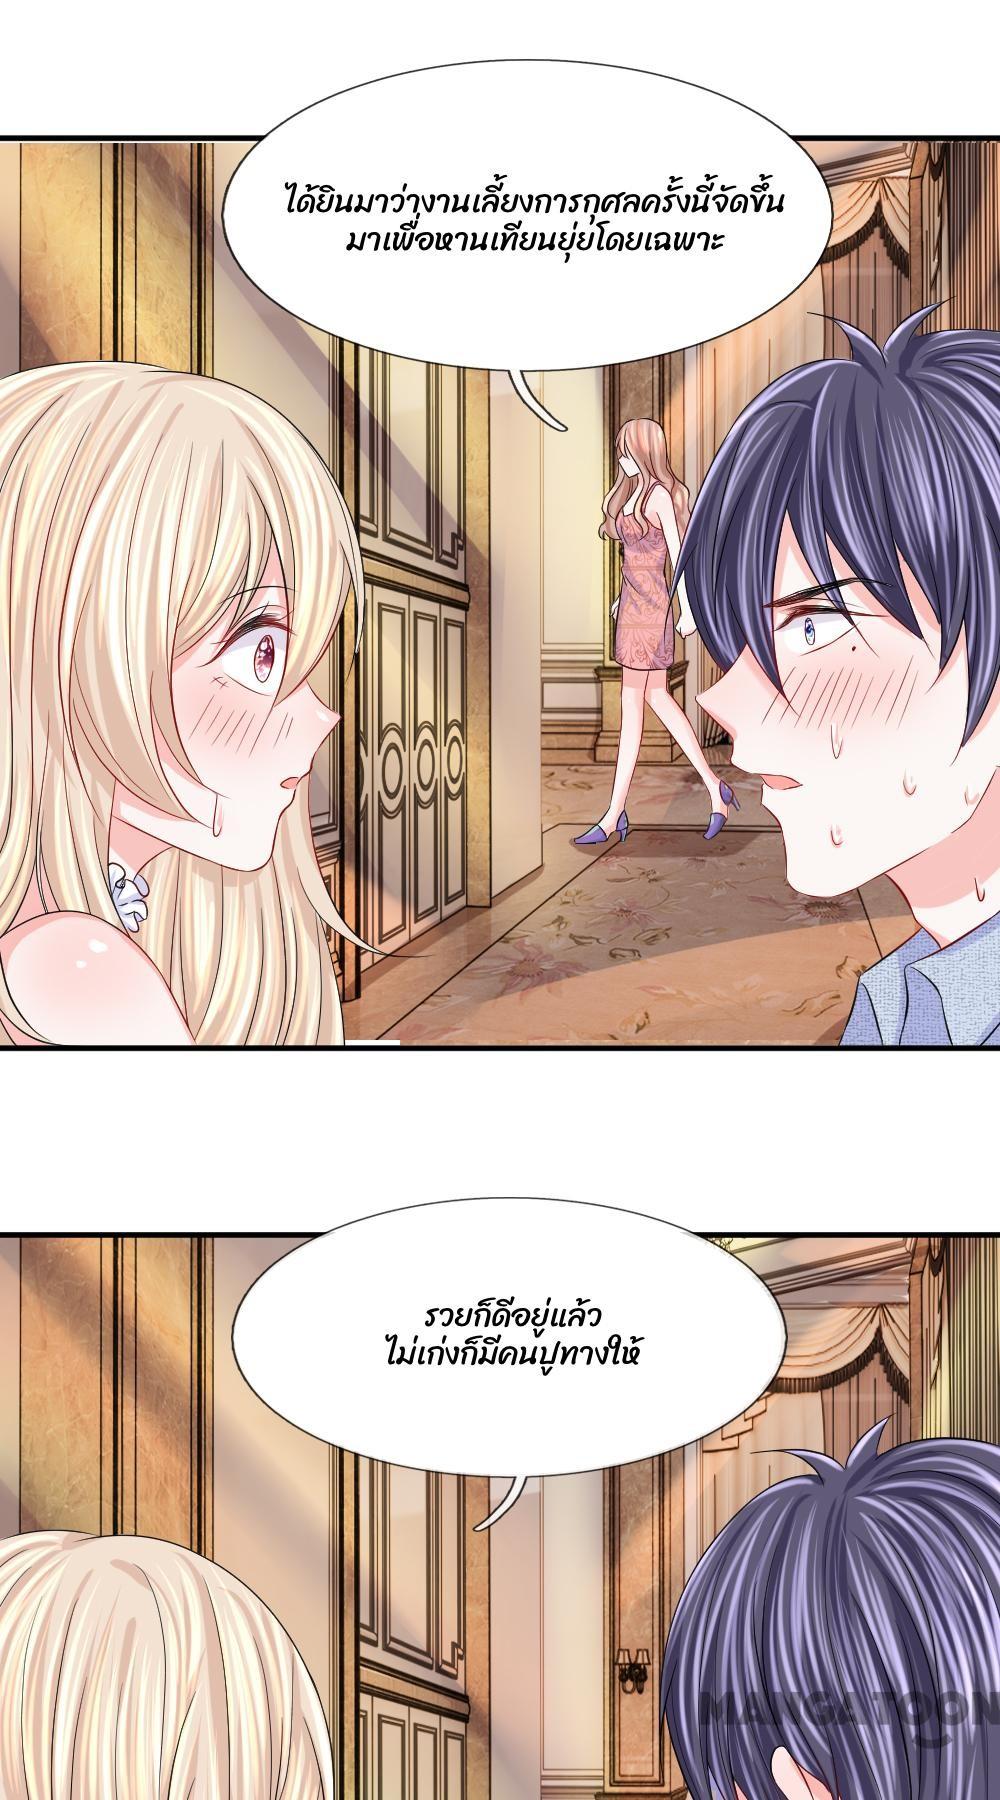 ได้ยินมาว่างานเลี้ยงการกุศลครั้งนี้จัดขึ้น
มาเพื่อหานเทียนยุ่ยโดยเฉพาะ
รวยก็ดีอยู่แล้ว
ไม่เก่งก็มีคนปูทางให้
MANGATOON